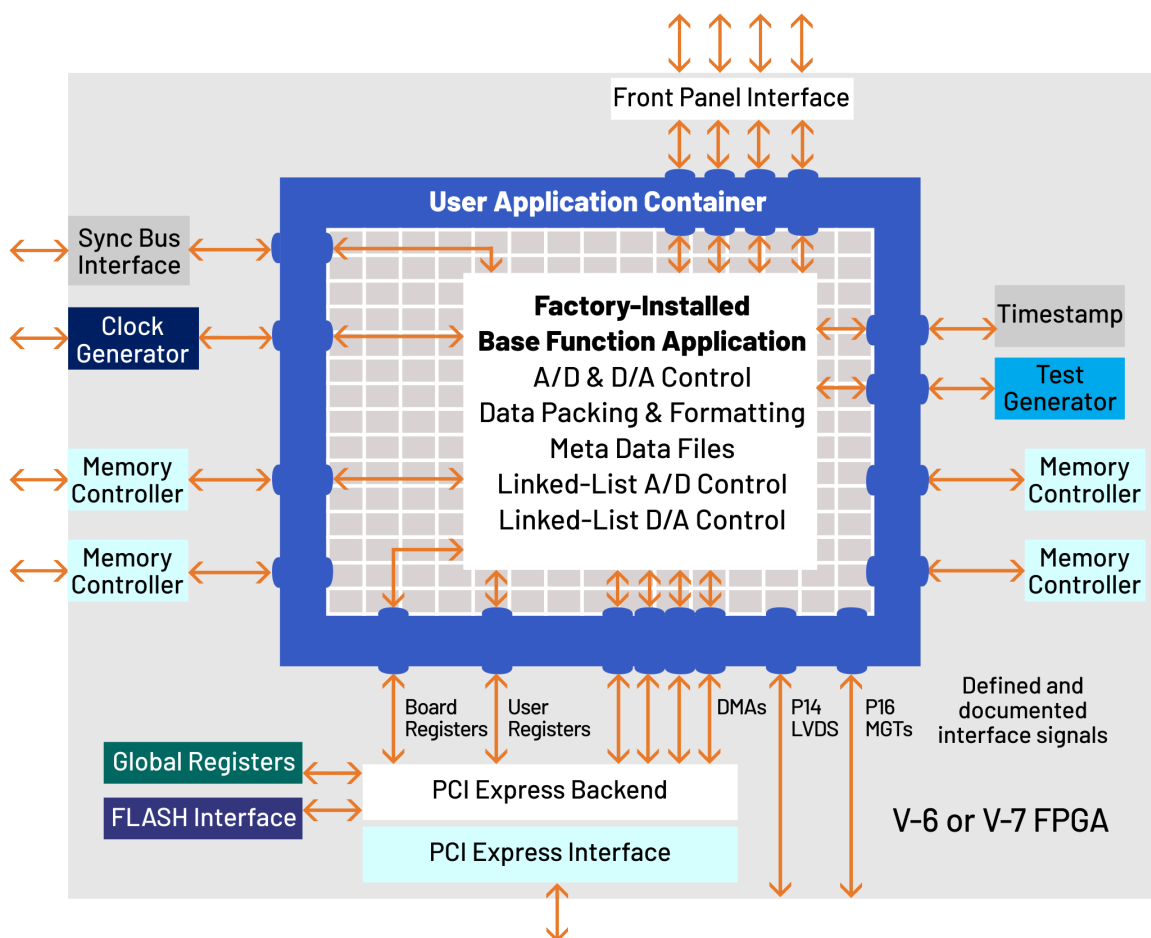 Front Panel Interface
User Application Container
Sync Bus
Interface
Clock
Generator
Memory
Controller
Memory
Controller
Factory-Installed
Base Function Application
A/D & D/A Control
Data Packing & Formatting
Meta Data Files
Linked-List A/D Control
Linked-List D/A Control
Timestamp
Test
Generator
Memory
Controller
Memory
Controller
Board
Registers
User
Registers
DMAs
P14
LVDS
P16
MGTs
Defined and
documented
interface signals
Global Registers
FLASH Interface
PCI Express Backend
PCI Express Interface
V-6 or V-7 FPGA